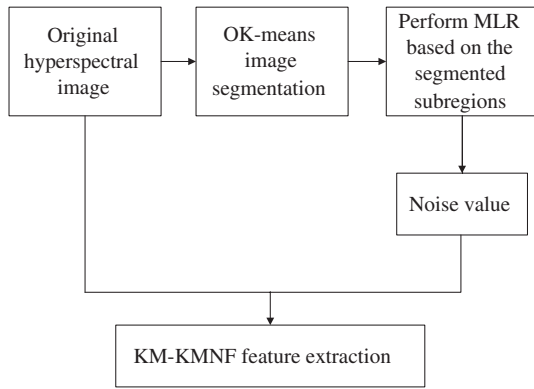 Original
hyperspectral
image
OK-means
image
segmentation
Perform MLR
based on the
segmented
subregions
Noise value
KM-KMNF feature extraction